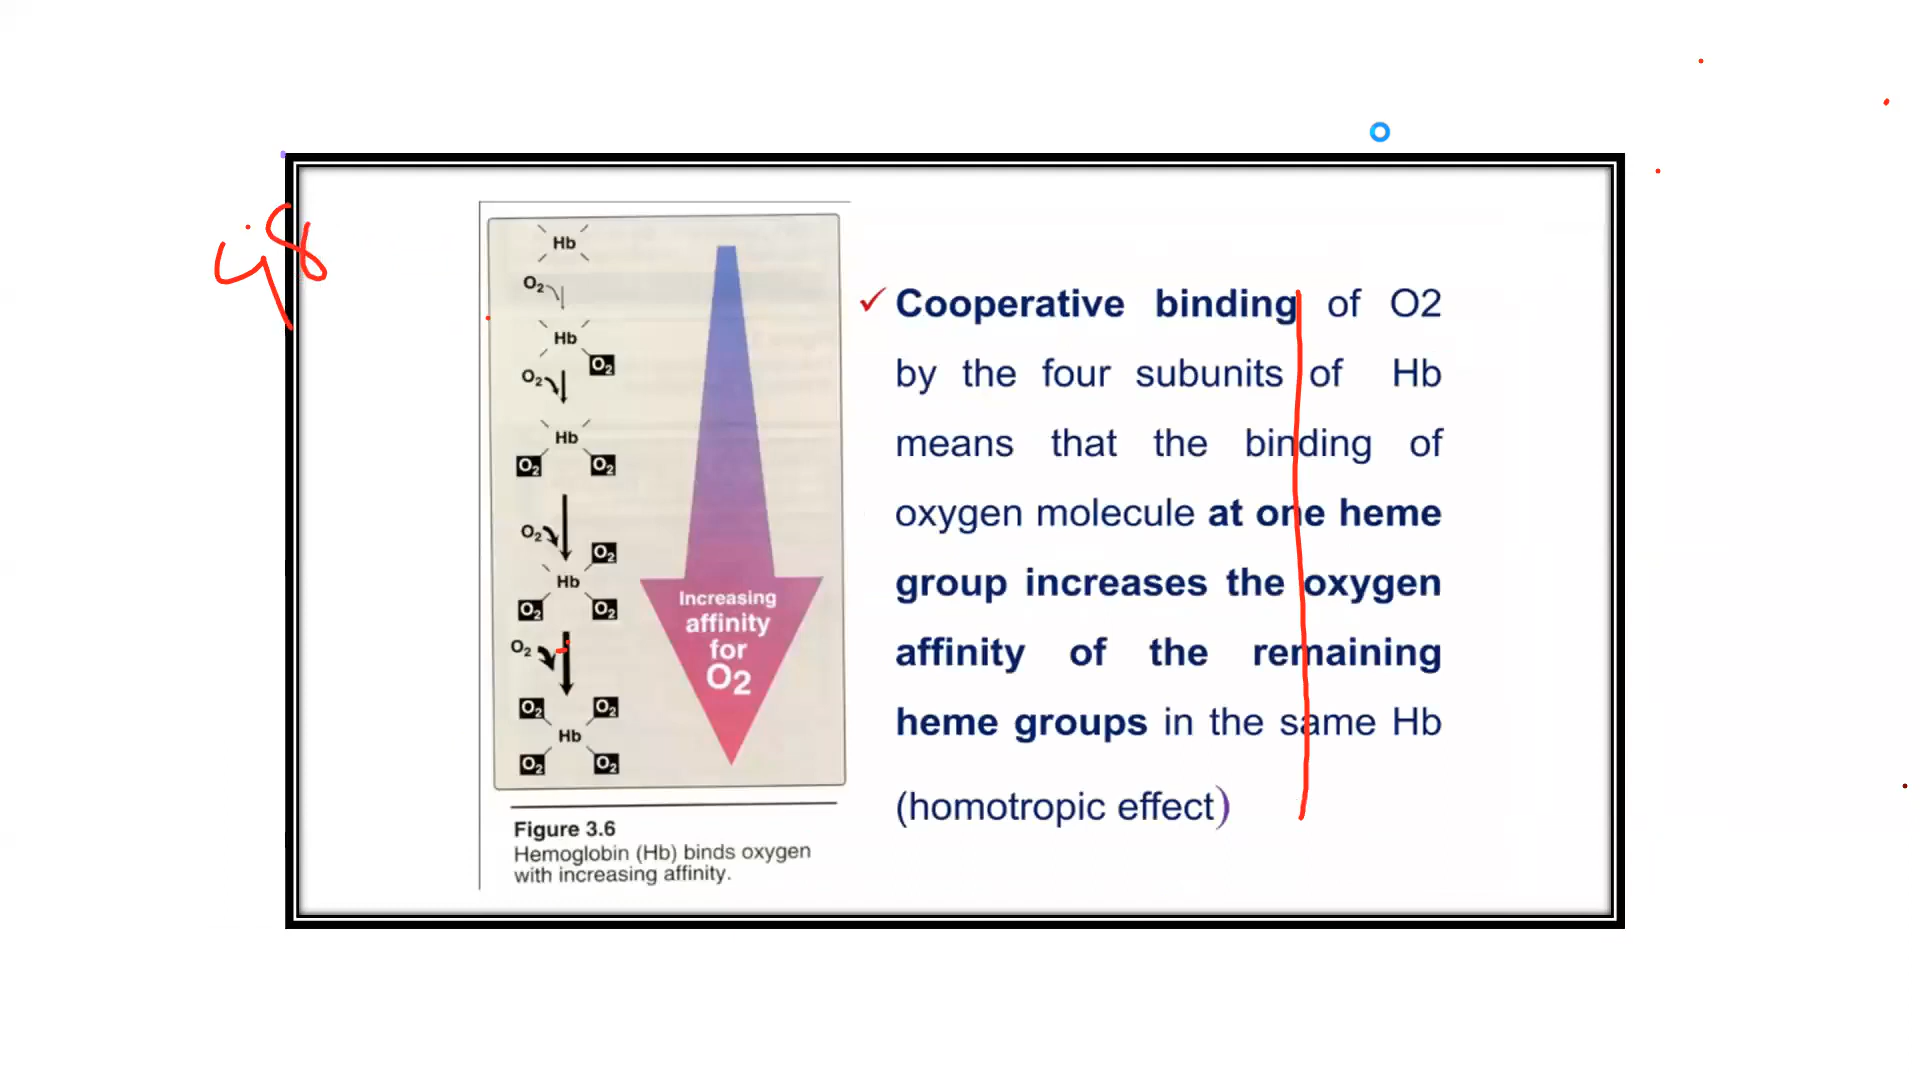 Hb
O₂
Hb
O₂
O₂
Hb
O₂ O₂
O₂
O₂
Hb
O₂ O₂
O₂
O₂ O₂
Hb
O₂ O₂
Increasing
affinity
for
O₂
Figure 3.6
Hemoglobin (Hb) binds oxygen
with increasing affinity.
✓ Cooperative binding of O2
by the four subunits of Hb
means that the binding of
oxygen molecule at one heme
group increases the oxygen
affinity of the remaining
heme groups in the same Hb
(homotropic effect)